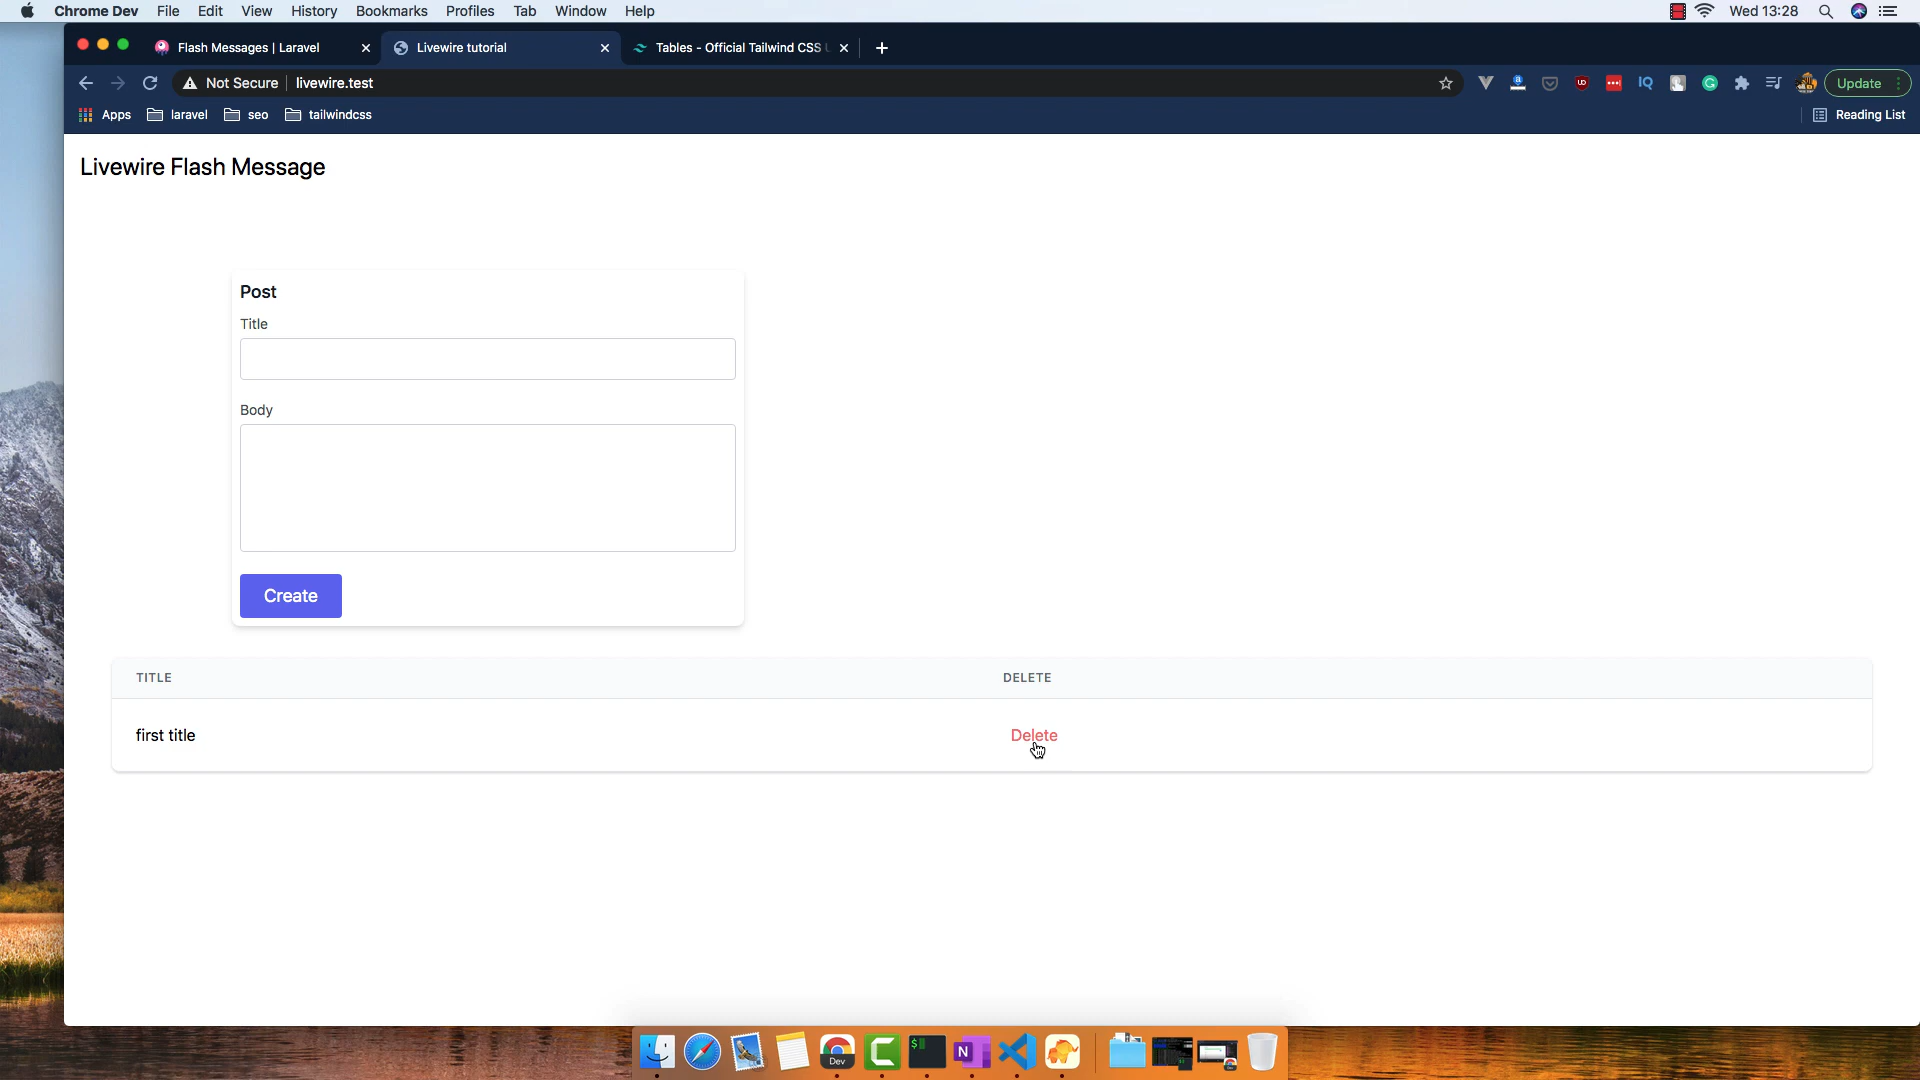 Chrome Dev File Edit View History Bookmarks Profiles Tab Window Help Wed 13:28
Flash Messages | Laravel Livewire tutorial Tables - Official Tailwind CSS
Not Secure livewire.test Update
Apps laravel seo tailwindcss Reading List
Livewire Flash Message
Post
Title
Body
Create
TITLE DELETE
first title Delete